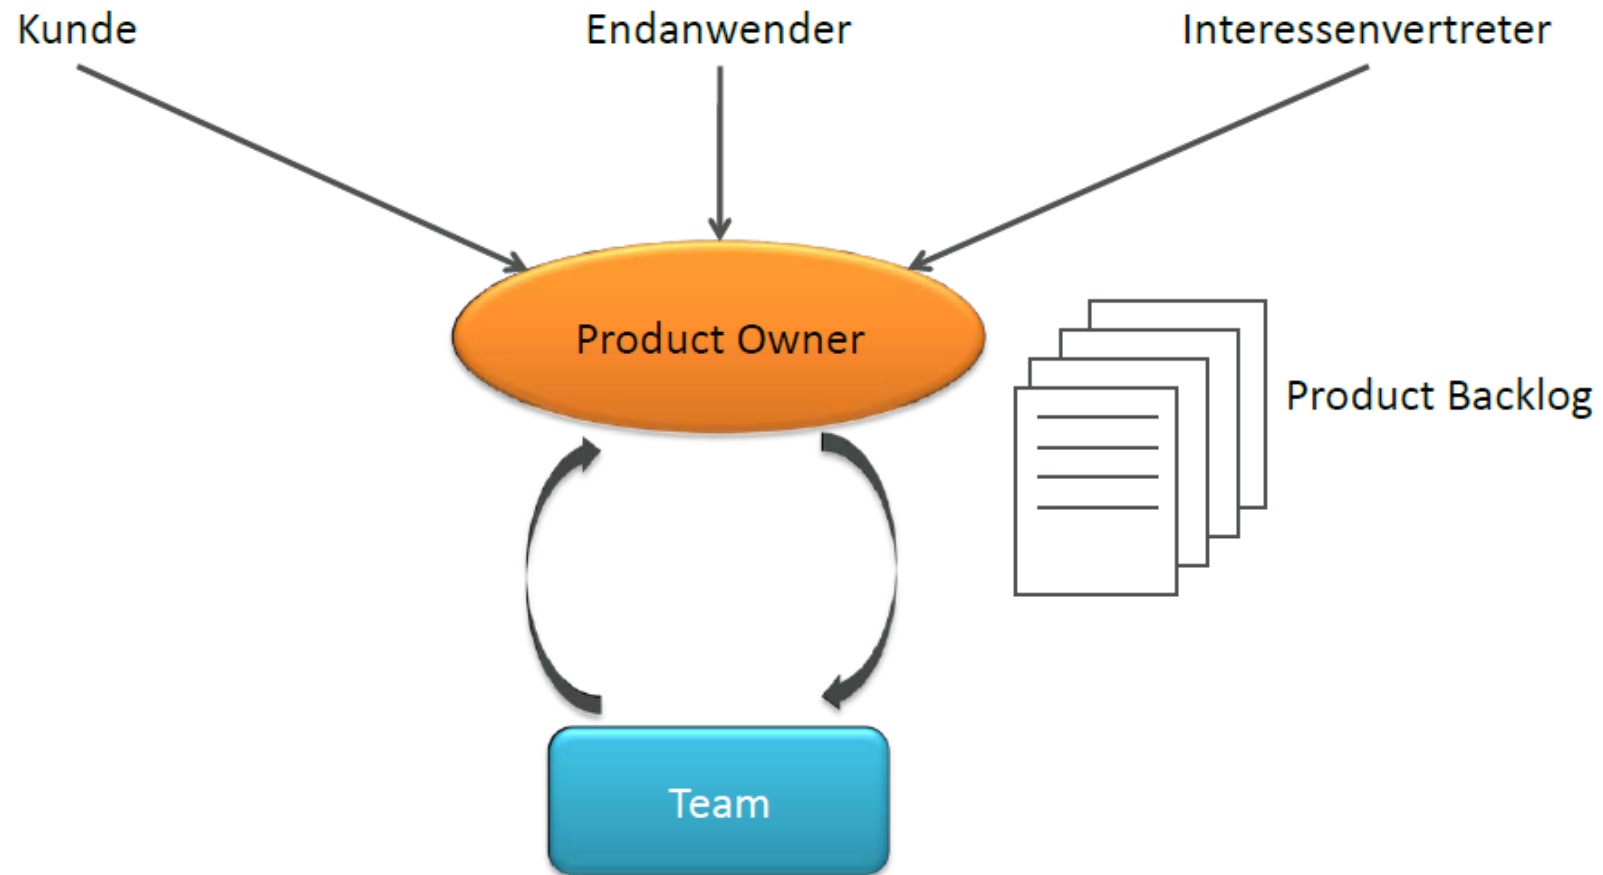 Kunde
Endanwender
Interessenvertreter
Product Owner
Product Backlog
Team